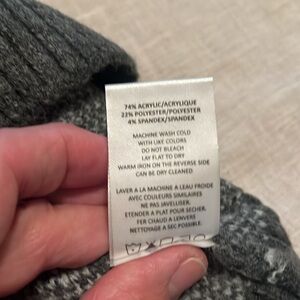 74% ACRYLIC/ACRYLIQUE
22% POLYESTER/POLYESTER
4% SPANDEX/SPANDEX
MACHINE WASH COLD
WITH LIKE COLORS
DO NOT BLEACH
LAY FLAT TO DRY
WARM IRON ON THE REVERSE SIDE
CAN BE DRY CLEANED
LAVER A LA MACHINE A L'EAU FROIDE
AVEC COULEURS SIMILAIRES
NE PAS JAVELLISER.
ETENDER A PLAT POUR SECHER.
FER CHAUD A L'ENVERS
NETTOYAGE A SEC POSSIBLE.